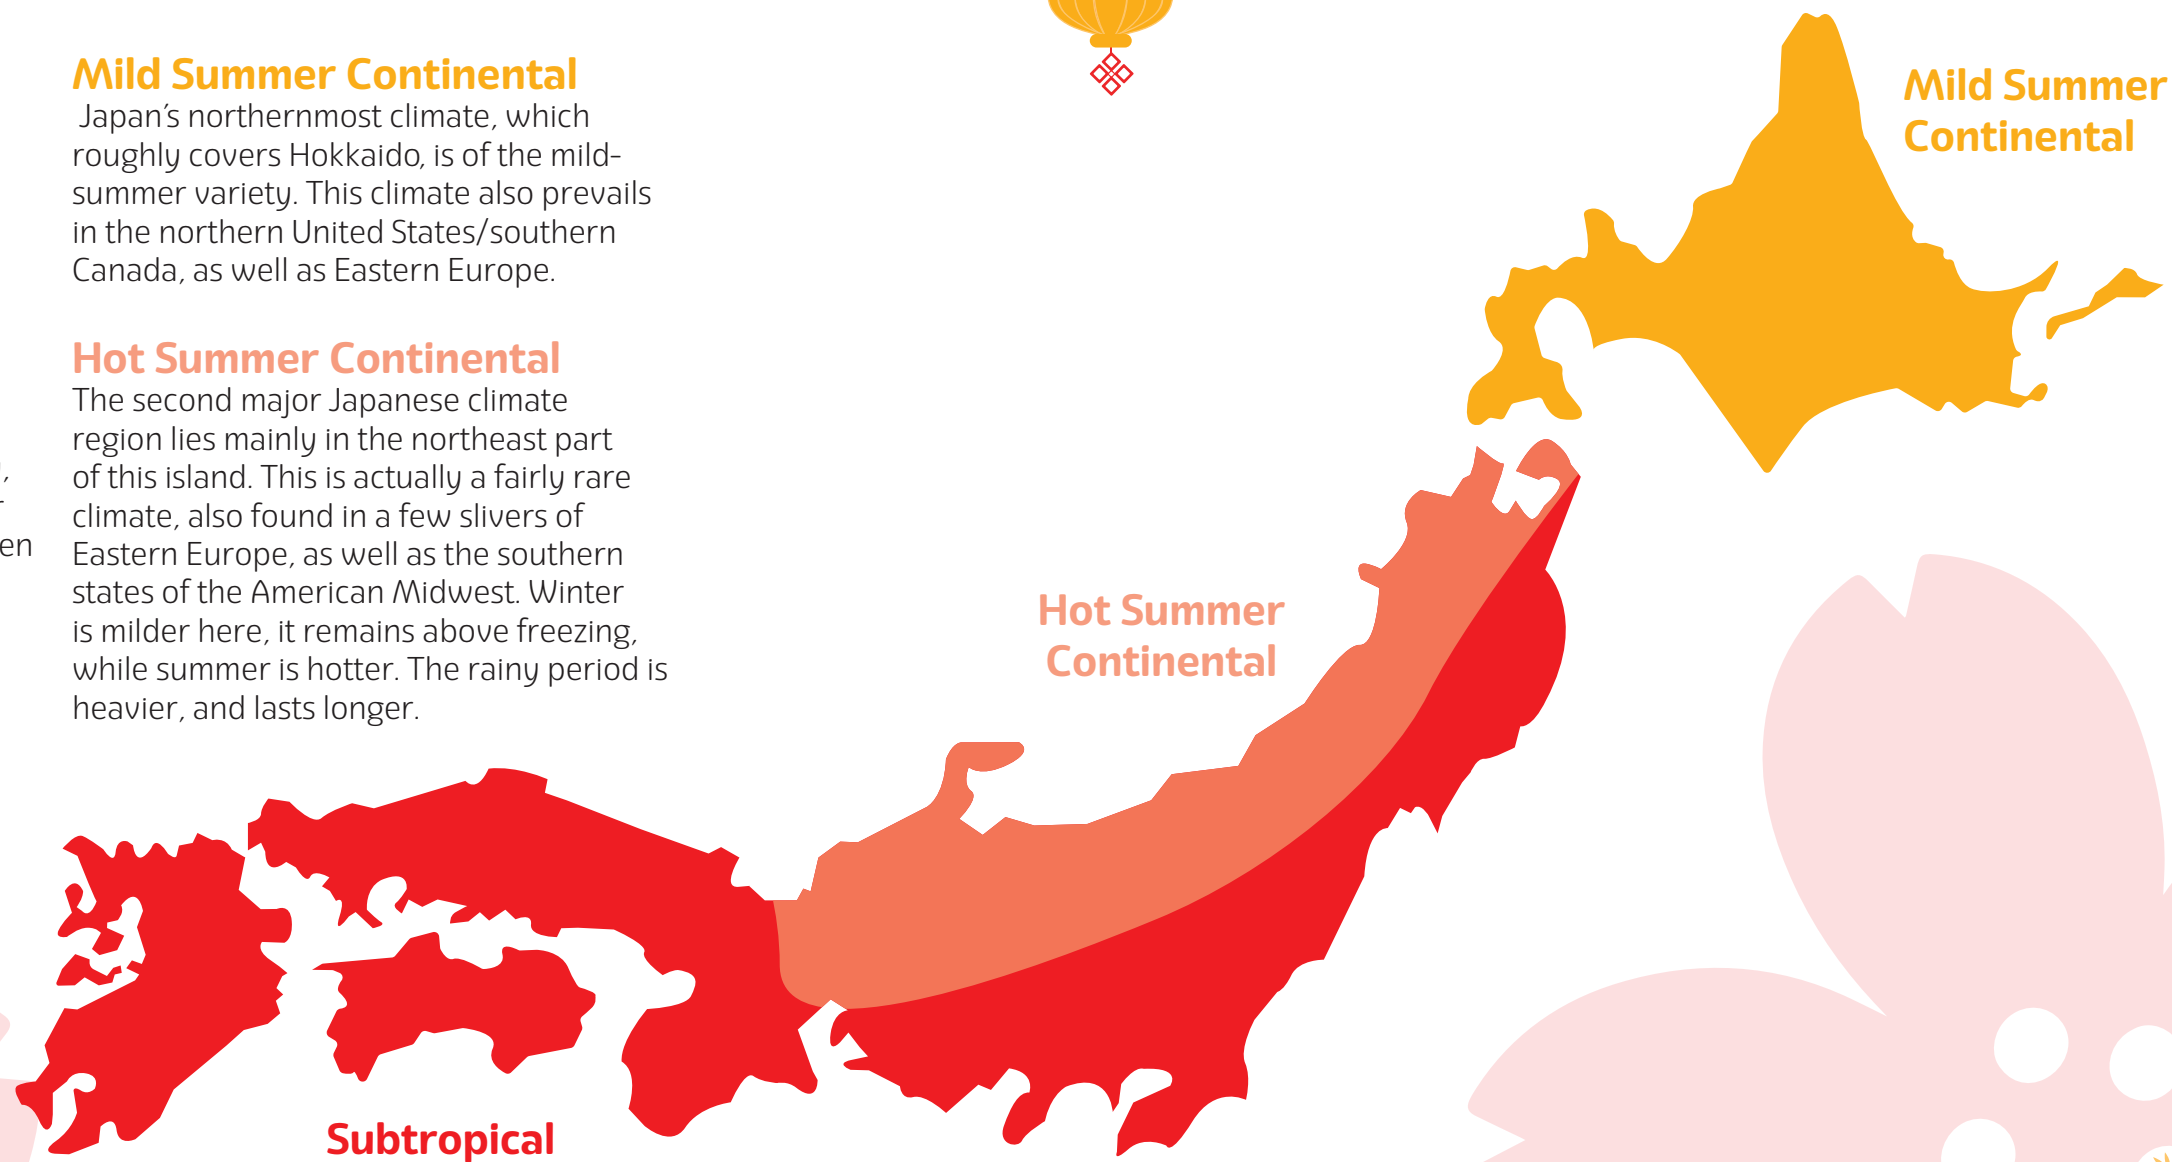 Mild Summer Continental
Japan's northernmost climate, which
roughly covers Hokkaido, is of the mild-
summer variety. This climate also prevails
in the northern United States/southern
Canada, as well as Eastern Europe.
Hot Summer Continental
The second major Japanese climate
region lies mainly in the northeast part
of this island. This is actually a fairly rare
climate, also found in a few slivers of
Eastern Europe, as well as the southern
states of the American Midwest. Winter
is milder here, it remains above freezing,
while summer is hotter. The rainy period is
heavier, and lasts longer.
Mild Summer
Continental
Hot Summer
Continental
Subtropical